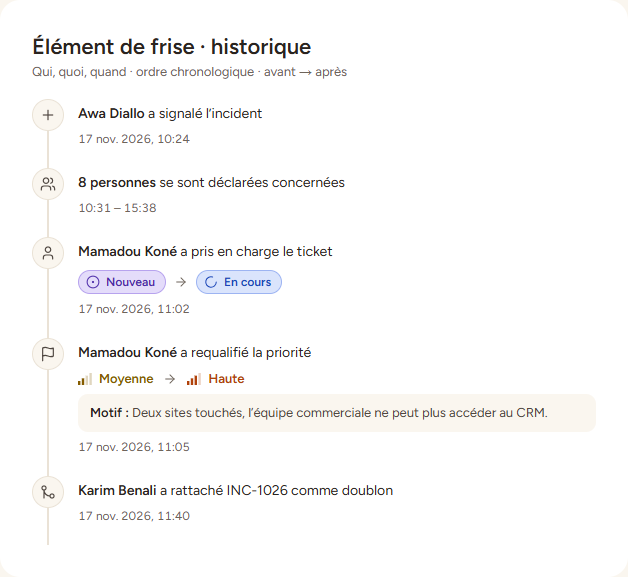 Élément de frise · historique
Qui, quoi, quand · ordre chronologique · avant → après
Awa Diallo a signalé l’incident
17 nov. 2026, 10:24
8 personnes se sont déclarées concernées
10:31 – 15:38
Mamadou Koné a pris en charge le ticket
Nouveau → En cours
17 nov. 2026, 11:02
Mamadou Koné a requalifié la priorité
Moyenne → Haute
Motif : Deux sites touchés, l’équipe commerciale ne peut plus accéder au CRM.
17 nov. 2026, 11:05
Karim Benali a rattaché INC-1026 comme doublon
17 nov. 2026, 11:40